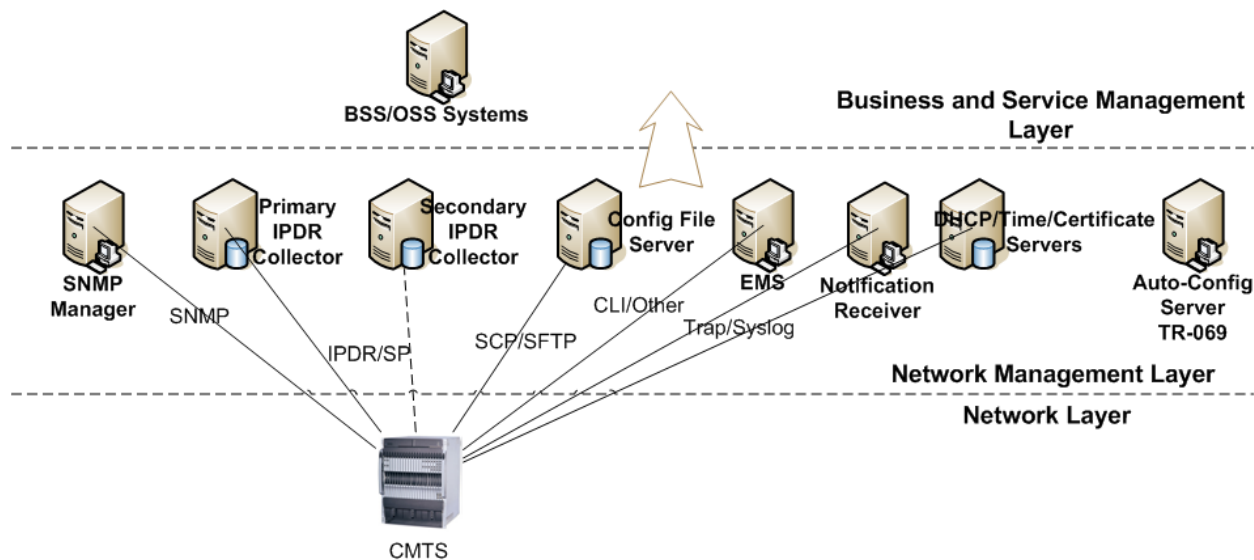 BSS/OSS Systems
Business and Service Management
Layer
SNMP
Manager
Primary
IPDR
Collector
Secondary
IPDR
Collector
Config File
Server
EMS
Notification
Receiver
DHCP/Time/Certificate
Servers
Auto-Config
Server
TR-069
SNMP
IPDR/SP
SCP/SFTP
CLI/Other
Trap/Syslog
Network Management Layer
Network Layer
CMTS